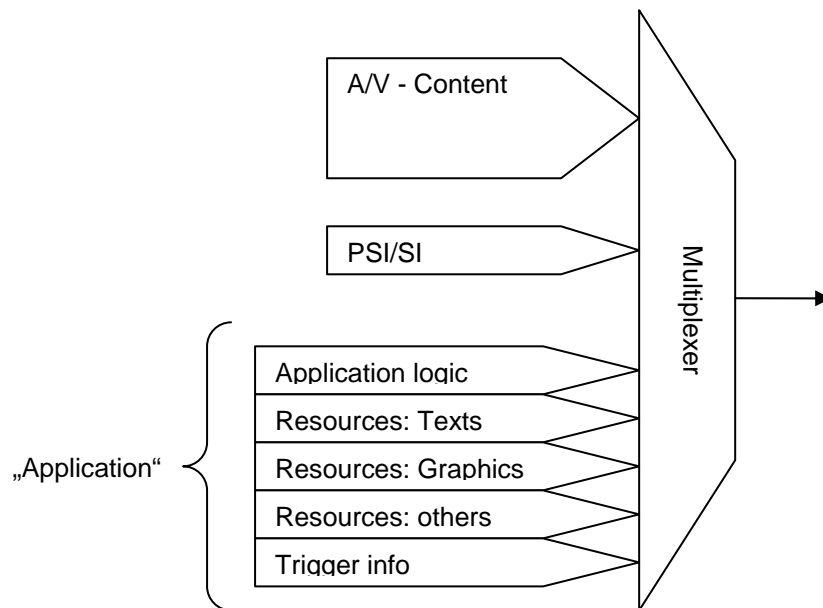 A/V - Content
PSI/SI
Multiplexer
Application logic
Resources: Texts
Resources: Graphics
„Application“
Resources: others
Trigger info